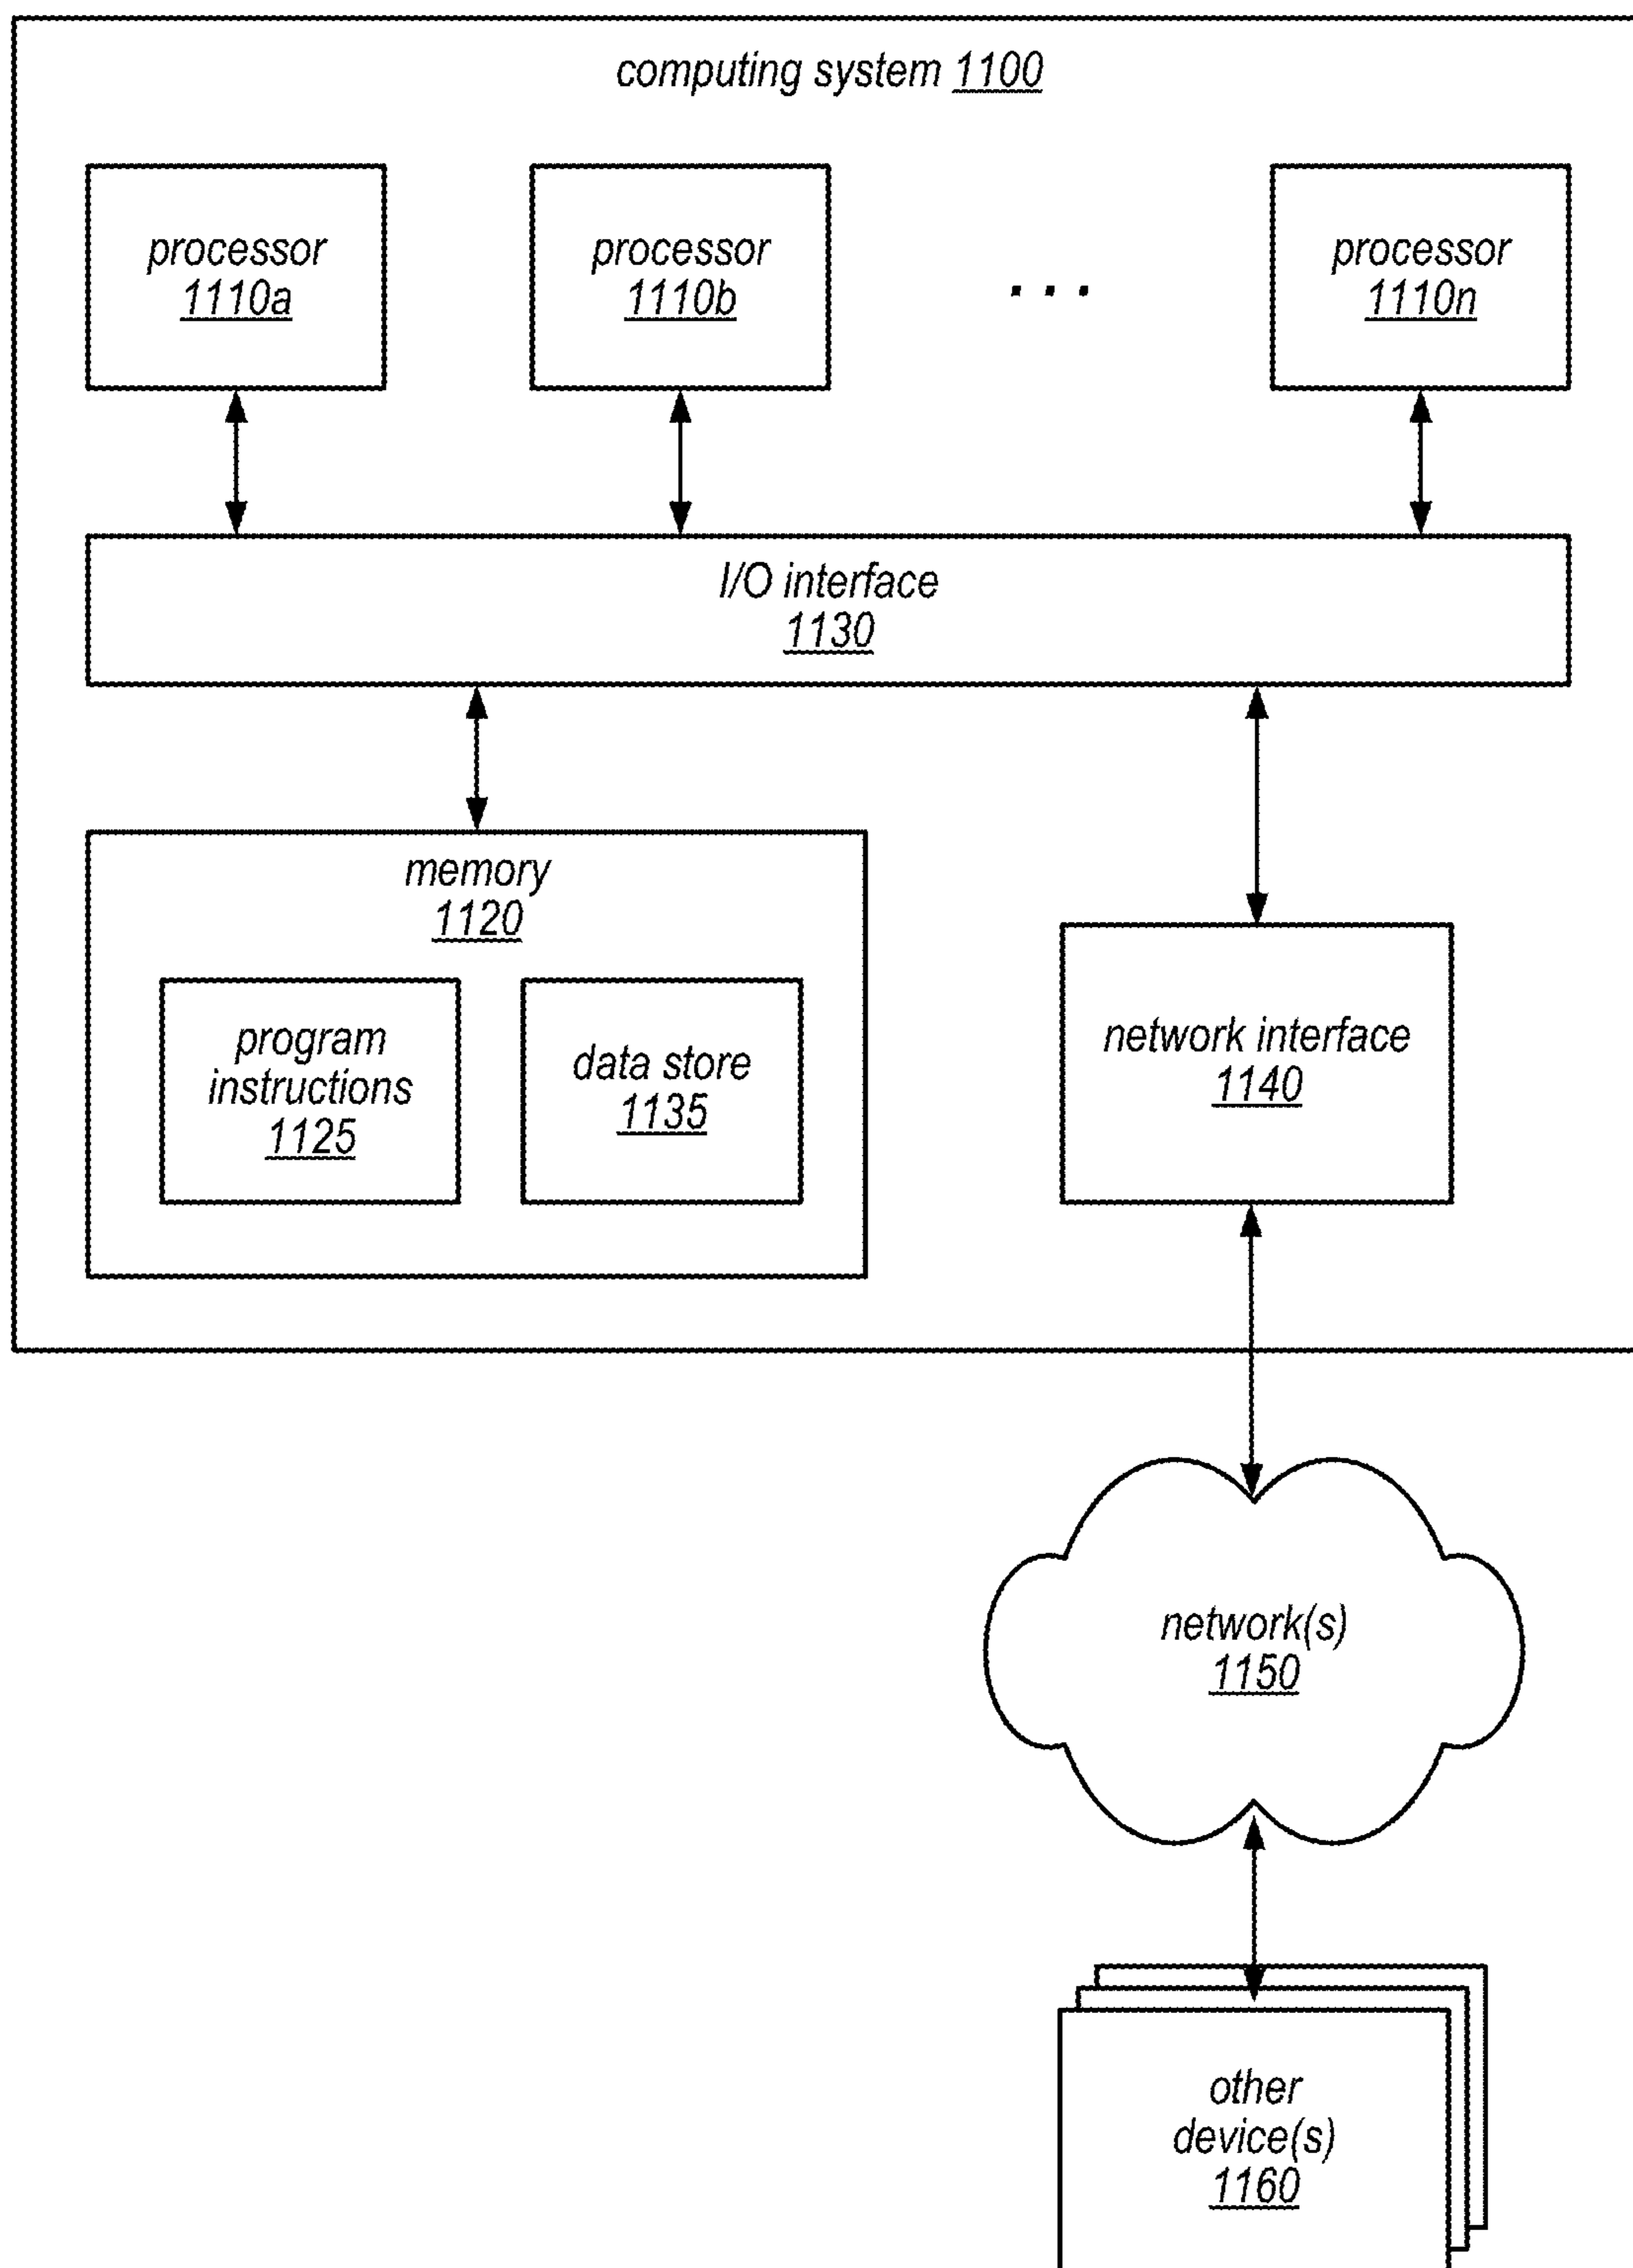 computing system 1100
processor
1110a
processor
1110b
. . .
processor
1110n
I/O interface
1130
memory
1120
program
instructions
1125
data store
1135
network interface
1140
network(s)
1150
other
device(s)
1160